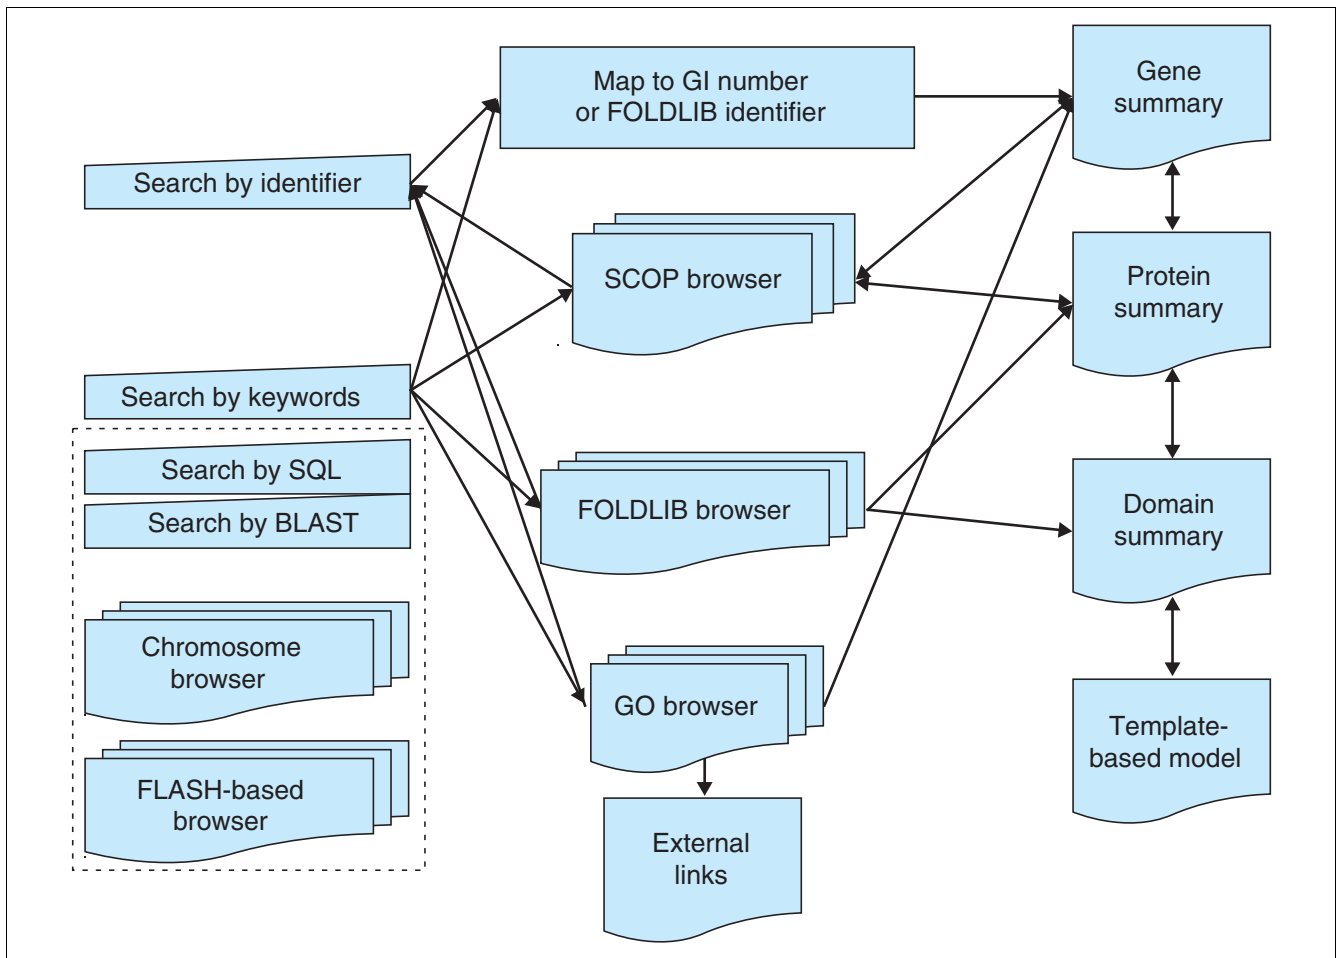 Map to GI number
or FOLDLIB identifier
Gene
summary
Search by identifier
SCOP browser
Protein
summary
Search by keywords
Search by SQL
Search by BLAST
FOLDLIB browser
Domain
summary
Chromosome
browser
GO browser
Template-
based model
FLASH-based
browser
External
links